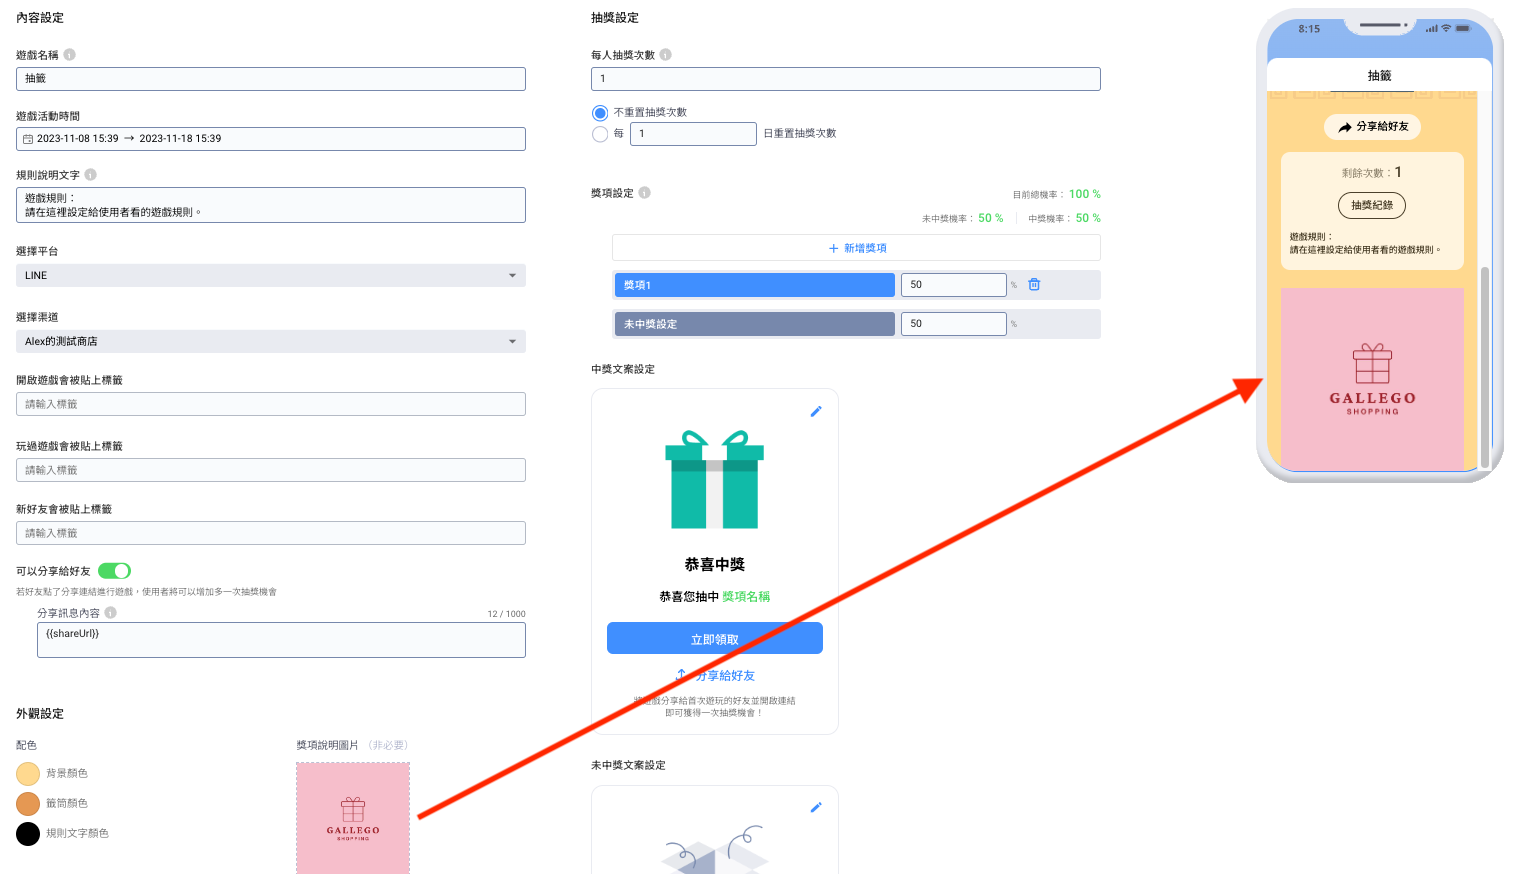 內容設定
遊戲名稱
抽籤
遊戲活動時間
2023-11-08 15:39 → 2023-11-18 15:39
規則說明文字
遊戲規則：
請在這裡設定給使用者看的遊戲規則。
選擇平台
LINE
選擇渠道
Alex的測試商店
開啟遊戲會被貼上標籤
請輸入標籤
玩過遊戲會被貼上標籤
請輸入標籤
新好友會被貼上標籤
請輸入標籤
可以分享給好友
若好友點了分享連結進行遊戲，使用者將可以增加多一次抽獎機會
分享訊息內容
12 / 1000
{{shareUrl}}
外觀設定
配色
背景顏色
籤筒顏色
規則文字顏色
獎項說明圖片 （非必要）
GALLEGO
SHOPPING
抽獎設定
每人抽獎次數
1
不重置抽獎次數
每 1 日重置抽獎次數
獎項設定
目前總機率： 100 %
未中獎機率： 50 % 中獎機率： 50 %
＋ 新增獎項
獎項1 50 %
未中獎設定 50 %
中獎文案設定
恭喜中獎
恭喜您抽中 獎項名稱
立即領取
分享給好友
將遊戲分享給首次遊玩的好友並開啟連結
即可獲得一次抽獎機會！
未中獎文案設定
8:15
抽籤
分享給好友
剩餘次數：1
抽獎紀錄
遊戲規則：
請在這裡設定給使用者看的遊戲規則。
GALLEGO
SHOPPING